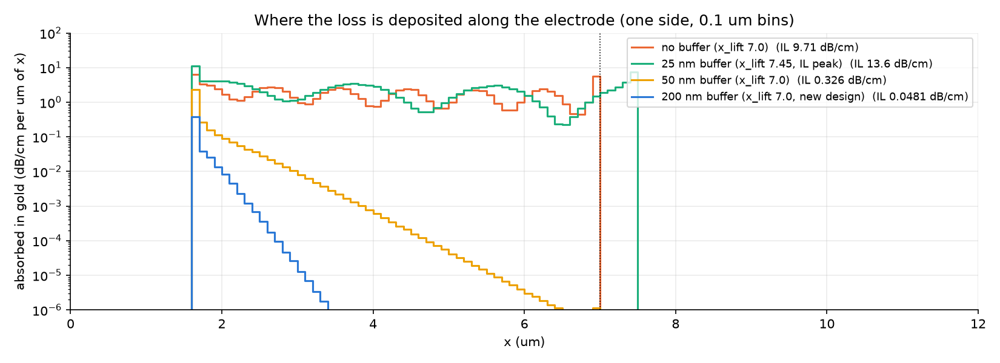 Where the loss is deposited along the electrode (one side, 0.1 um bins)
absorbed in gold (dB/cm per um of x)
10^2
10^1
10^0
10^−1
10^−2
10^−3
10^−4
10^−5
10^−6
no buffer (x_lift 7.0)  (IL 9.71 dB/cm)
25 nm buffer (x_lift 7.45, IL peak)  (IL 13.6 dB/cm)
50 nm buffer (x_lift 7.0)  (IL 0.326 dB/cm)
200 nm buffer (x_lift 7.0, new design)  (IL 0.0481 dB/cm)
0 2 4 6 8 10 12
x (um)